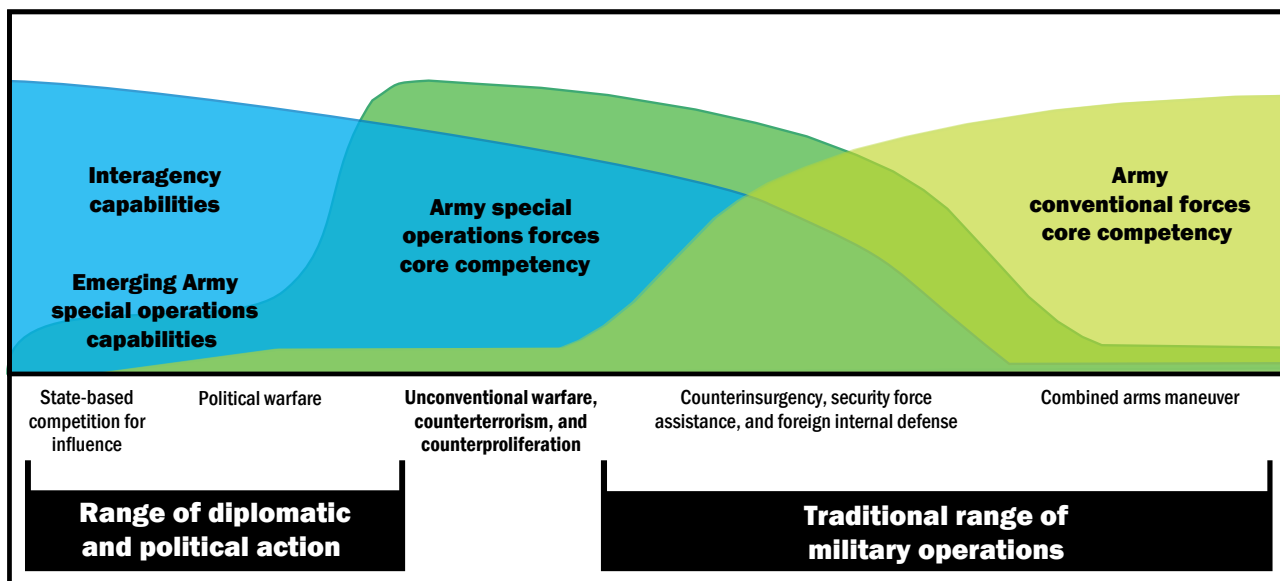 Interagency
capabilities
Emerging Army
special operations
capabilities
Army special
operations forces
core competency
Army
conventional forces
core competency
State-based
competition for
influence
Political warfare
Unconventional warfare,
counterterrorism, and
counterproliferation
Counterinsurgency, security force
assistance, and foreign internal defense
Combined arms maneuver
Range of diplomatic
and political action
Traditional range of
military operations